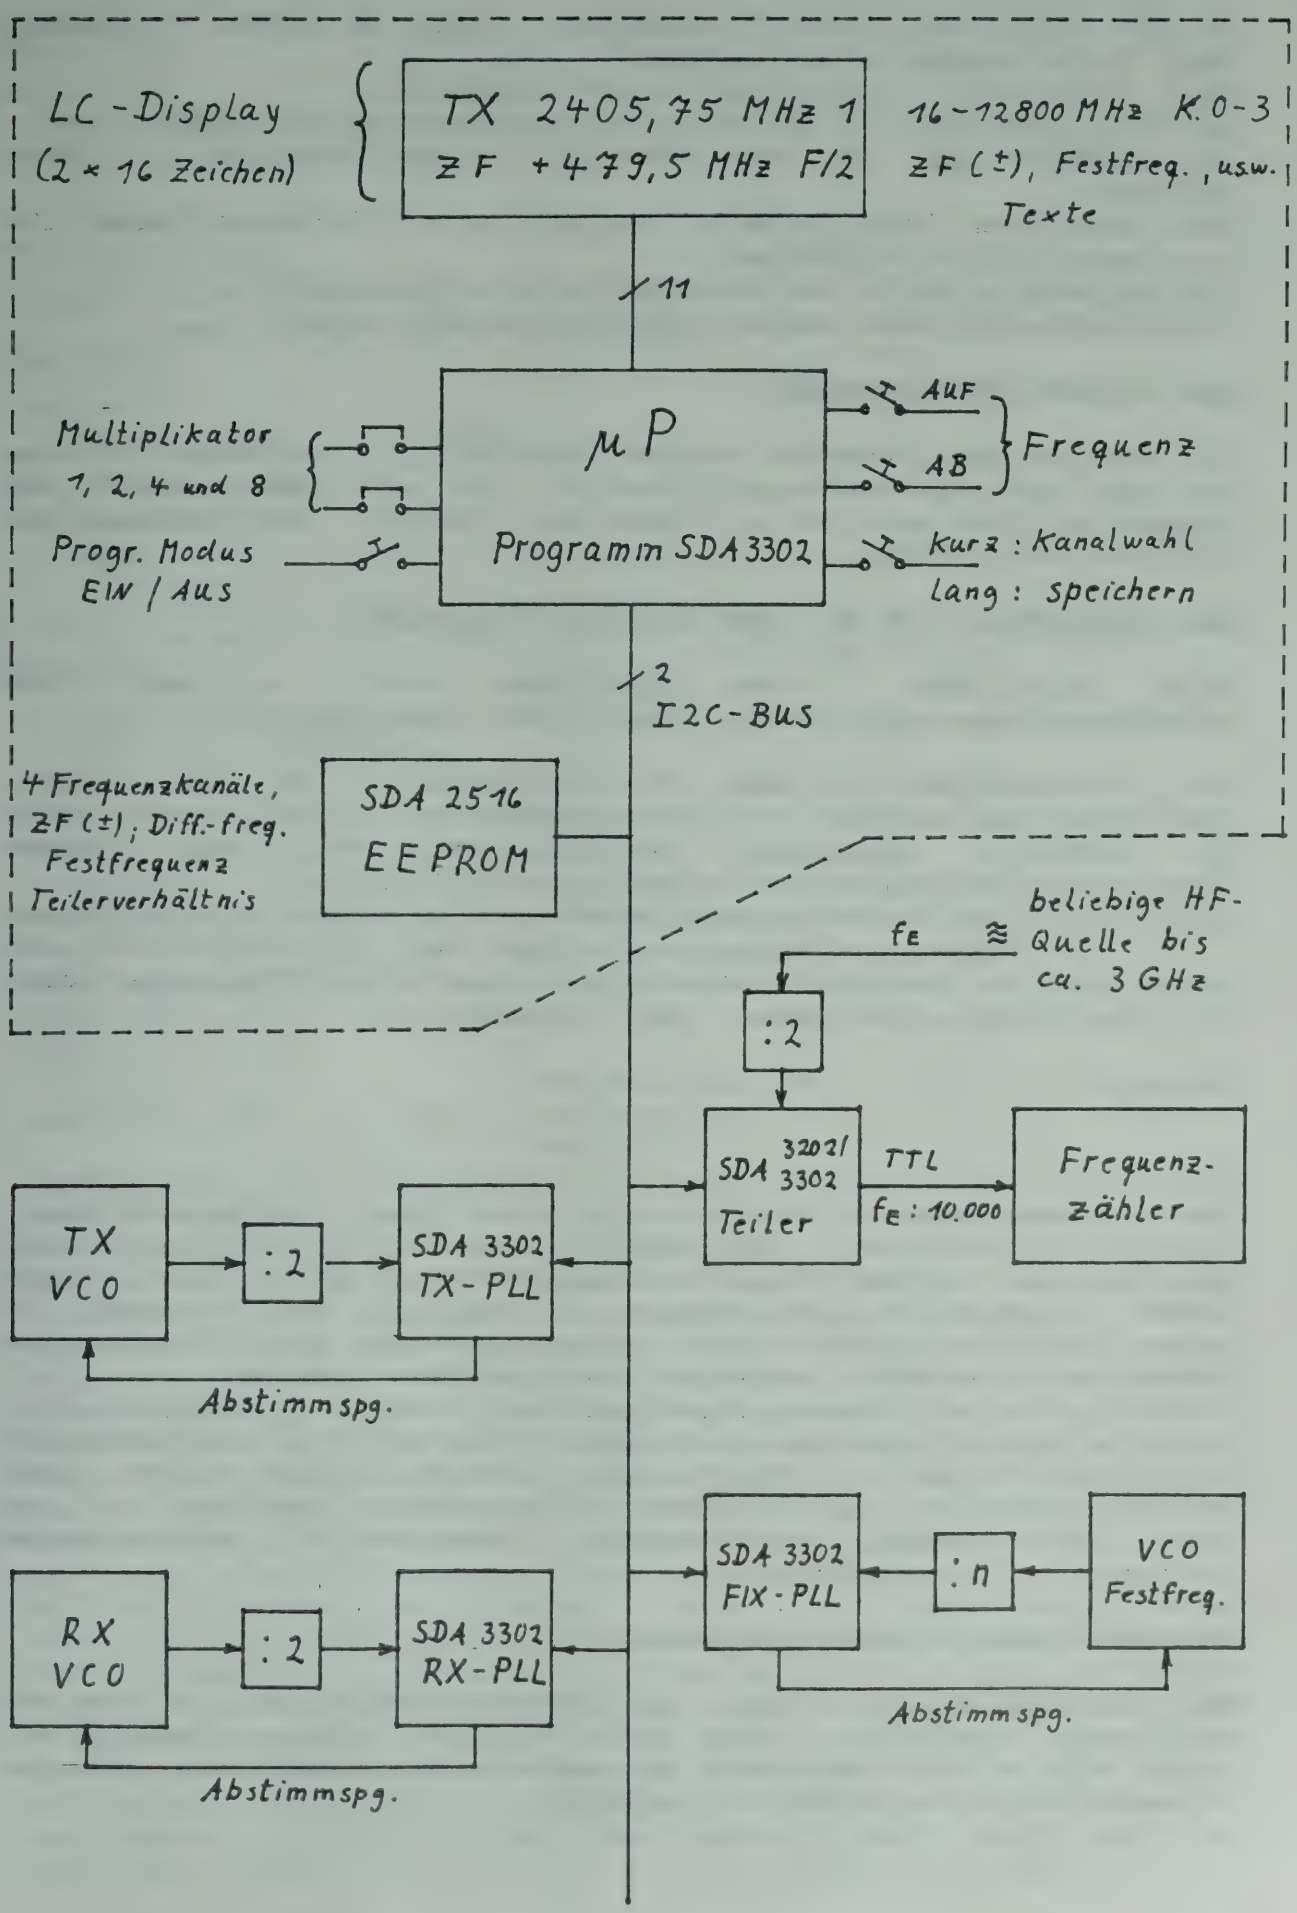 LC-Display
(2 × 16 Zeichen)
TX 2405,75 MHz 1
ZF +479,5 MHz F/2
16-12800 MHz K.0-3
ZF (±), Festfreq., usw.
Texte
11
Multiplikator
1, 2, 4 und 8
Progr. Modus
EIN / AUS
µP
Programm SDA3302
AUF
AB
Frequenz
kurz : Kanalwahl
lang : speichern
2
I2C-BUS
4 Frequenzkanäle,
ZF (±), Diff.-freq.
Festfrequenz
Teilerverhältnis
SDA 2516
EEPROM
beliebige HF-
Quelle bis
ca. 3 GHz
fE ≈
:2
SDA 3202/
3302
Teiler
TTL
fE : 10.000
Frequenz-
zähler
TX
VCO
:2
SDA 3302
TX-PLL
Abstimmspg.
RX
VCO
:2
SDA 3302
RX-PLL
Abstimmspg.
SDA 3302
FIX-PLL
:n
VCO
Festfreq.
Abstimmspg.